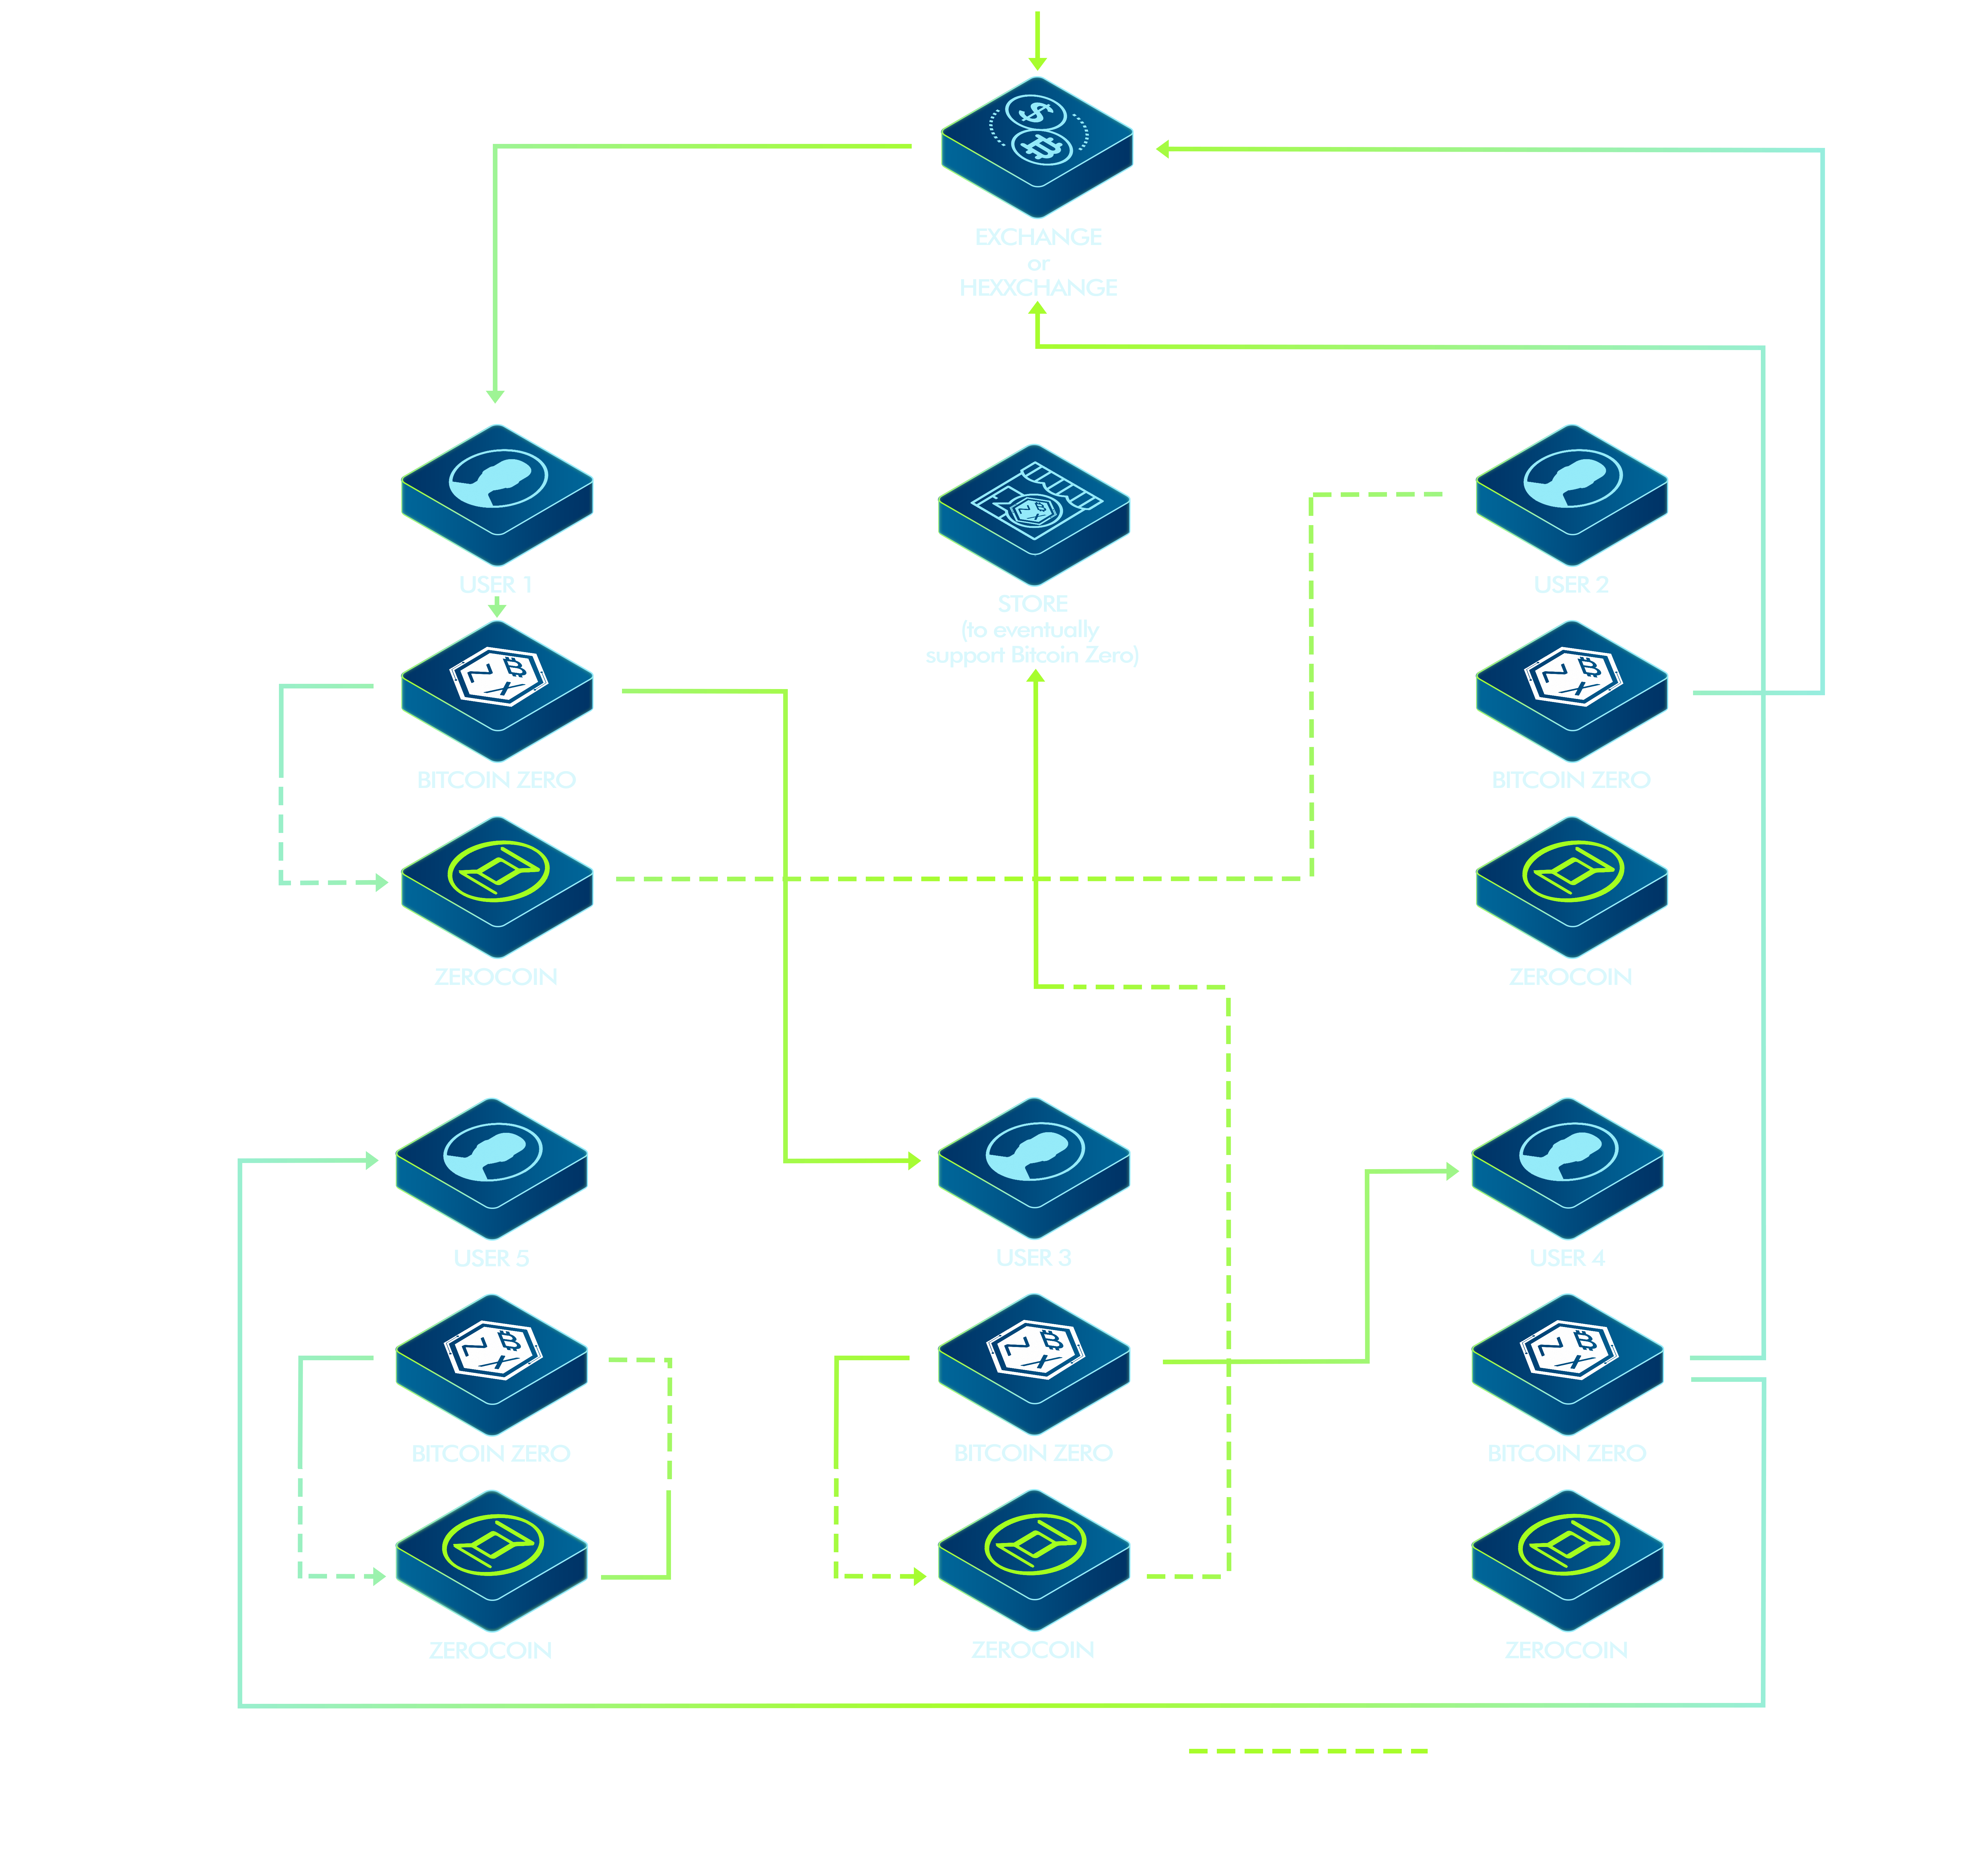 EXCHANGE
or
HEXXCHANGE
USER 1
STORE
(to eventually
support Bitcoin Zero)
USER 2
BITCOIN ZERO
BITCOIN ZERO
ZEROCOIN
ZEROCOIN
USER 5
USER 3
USER 4
BITCOIN ZERO
BITCOIN ZERO
BITCOIN ZERO
ZEROCOIN
ZEROCOIN
ZEROCOIN